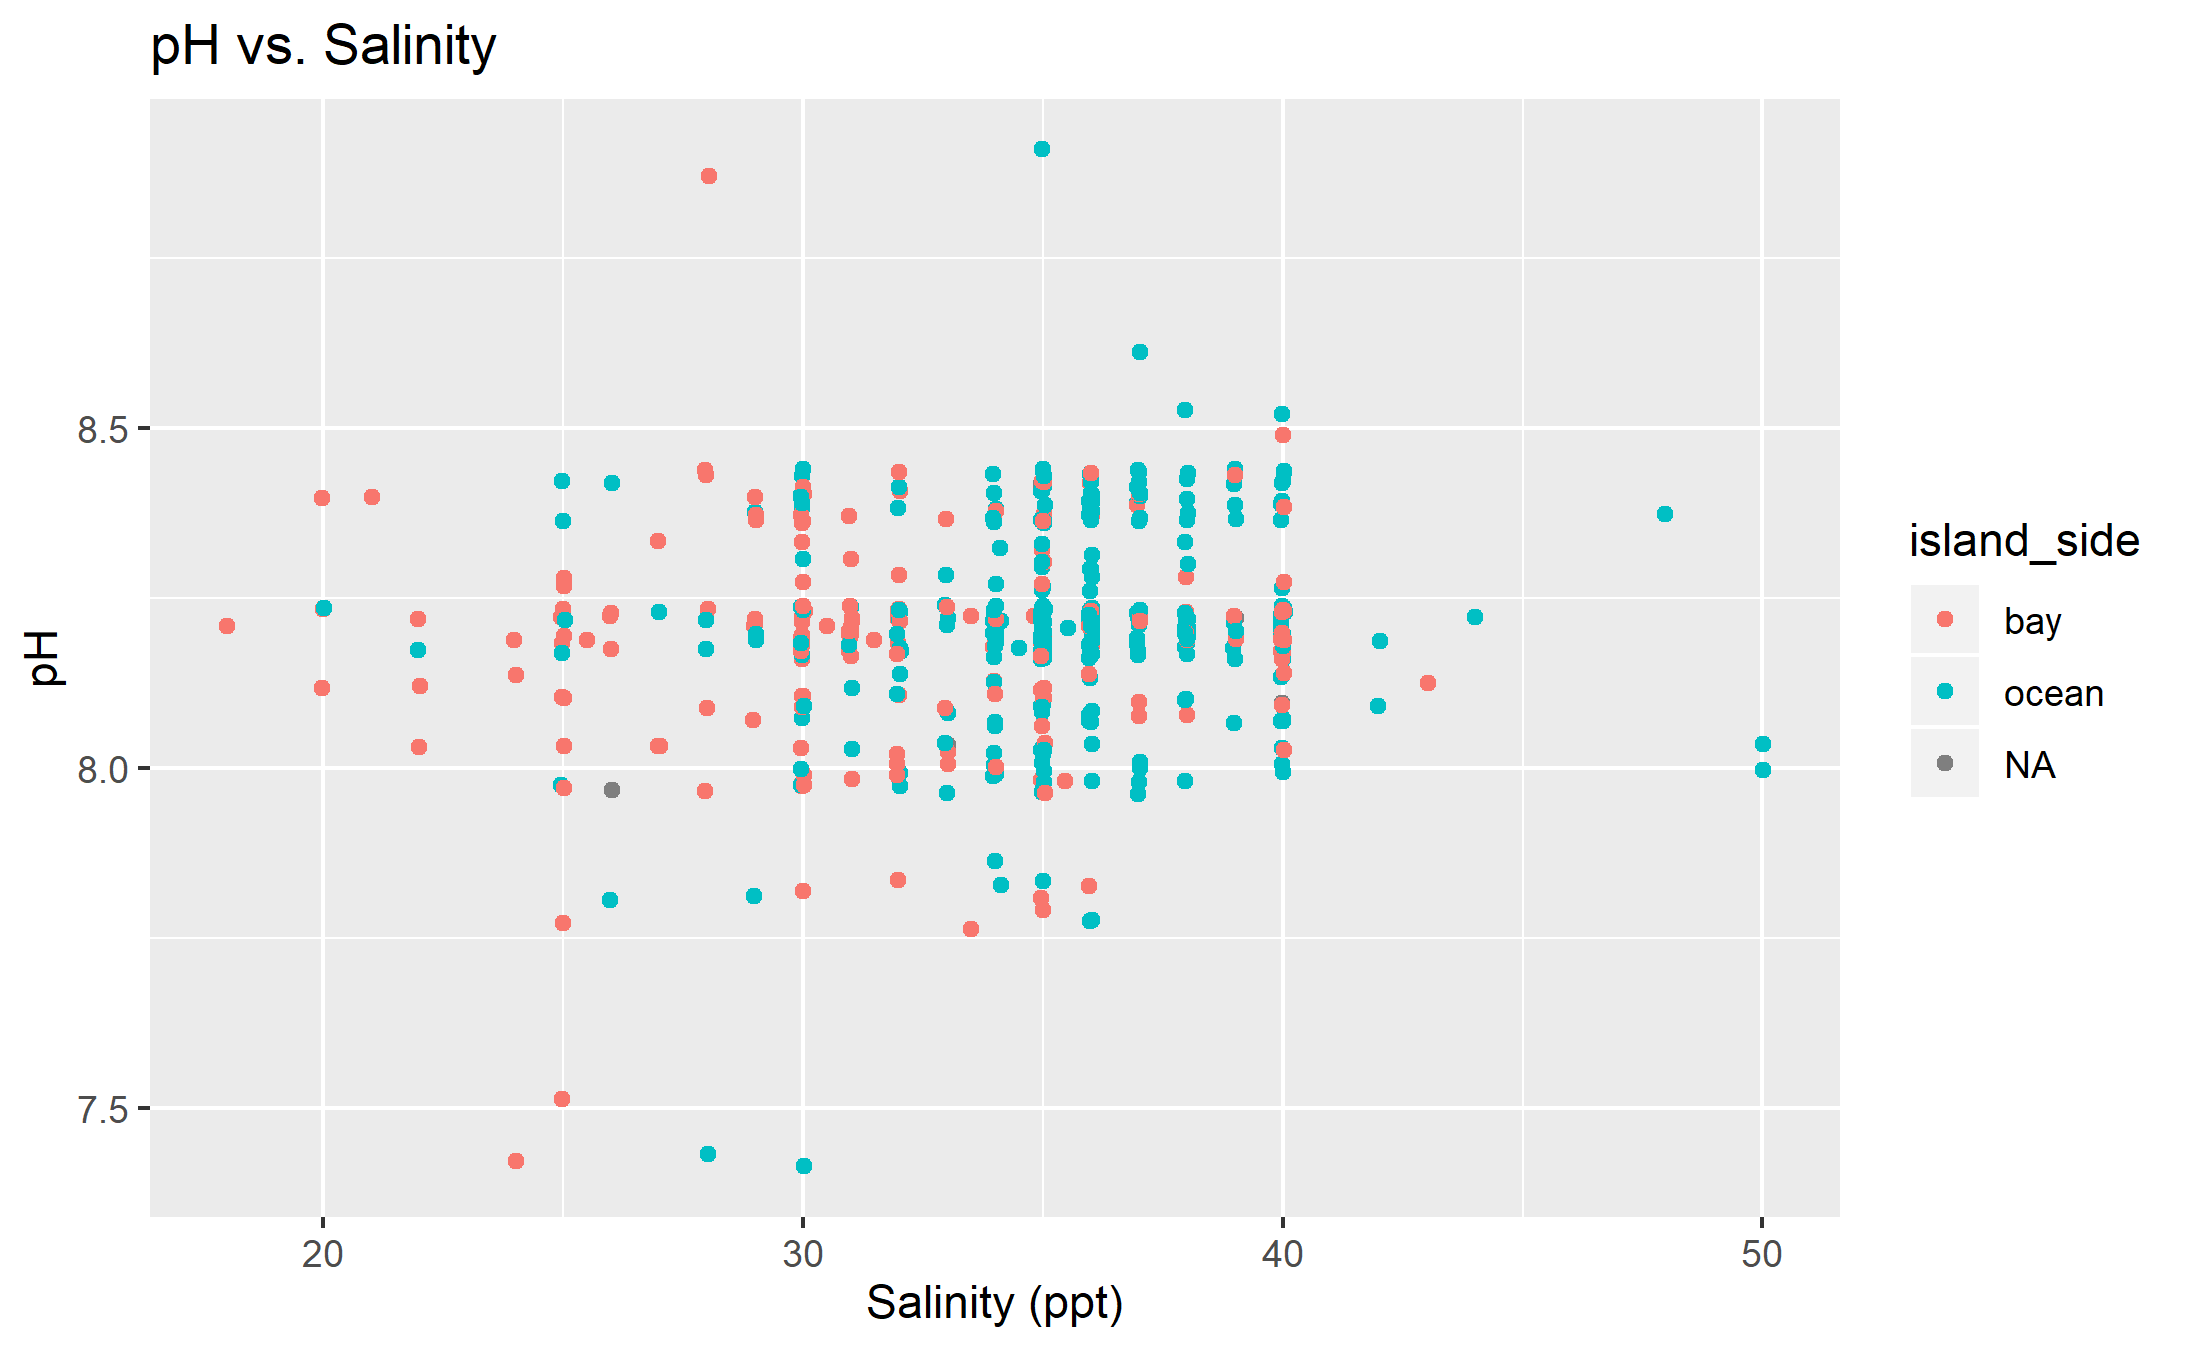 pH vs. Salinity
8.5
8.0
7.5
pH
20 30 40 50
Salinity (ppt)
island_side
bay
ocean
NA